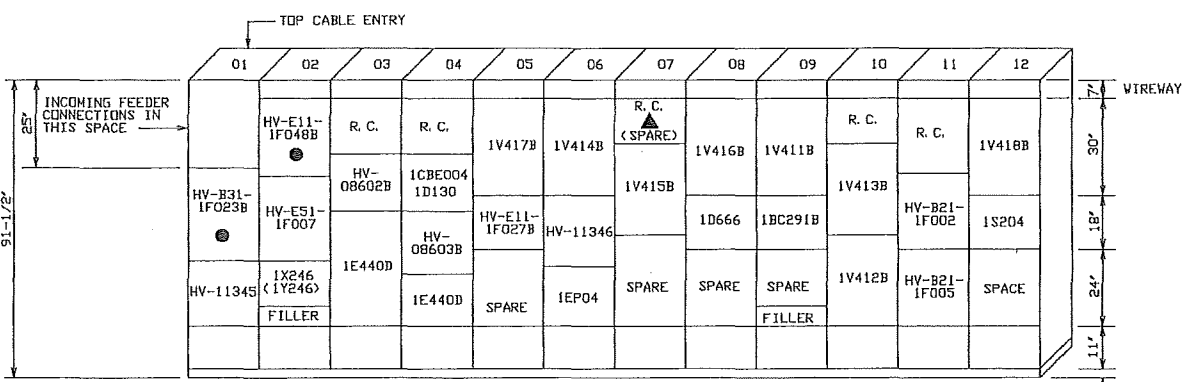 TOP CABLE ENTRY
01 02 03 04 05 06 07 08 09 10 11 12
WIREWAY
7"
INCOMING FEEDER
CONNECTIONS IN
THIS SPACE
25"
91-1/2"
30"
18"
24"
11"
HV-B31-
1F023B
HV-11345
HV-E11-
1F048B
HV-E51-
1F007
1X246
(1Y246)
FILLER
R. C.
HV-
08602B
1E440D
R. C.
1CBE004
1D130
HV-
08603B
1E440D
1V417B
HV-E11-
1F027B
SPARE
1V414B
HV-11346
1EP04
R. C.
(SPARE)
1V415B
SPARE
1V416B
1D666
SPARE
1V411B
1BC291B
SPARE
FILLER
R. C.
1V413B
1V412B
R. C.
HV-B21-
1F002
HV-B21-
1F005
1V418B
1S204
SPACE